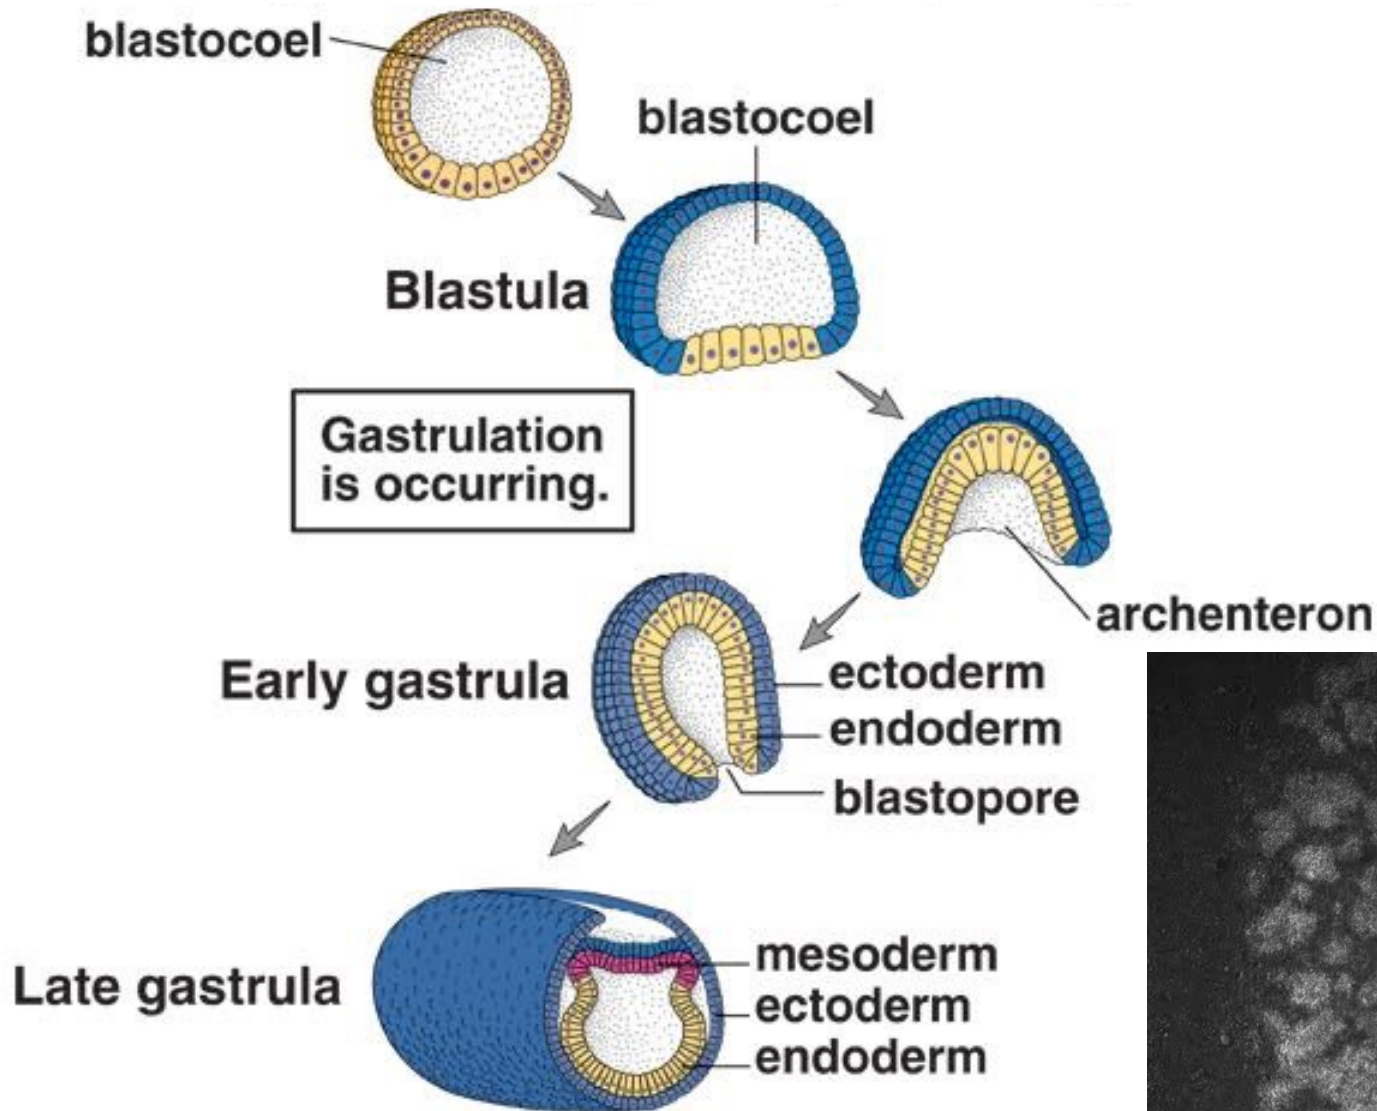 blastocoel
blastocoel
Blastula
Gastrulation
is occurring.
archenteron
Early gastrula
ectoderm
endoderm
blastopore
Late gastrula
mesoderm
ectoderm
endoderm